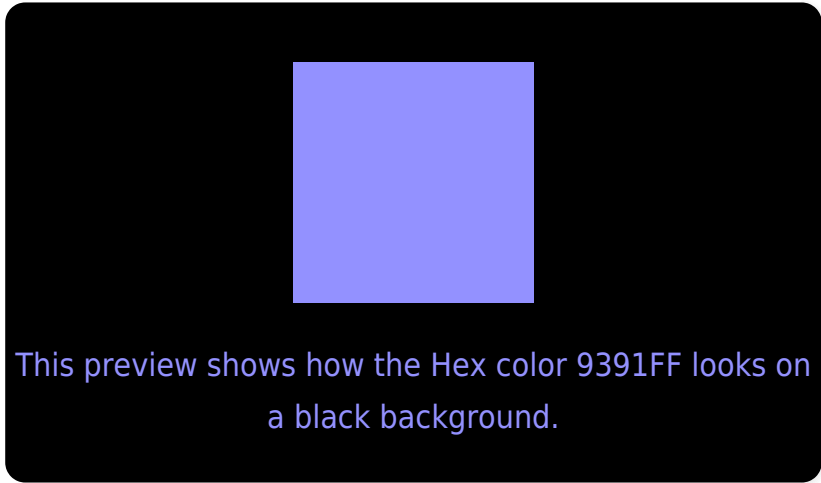 This preview shows how the Hex color 9391FF looks on
a black background.